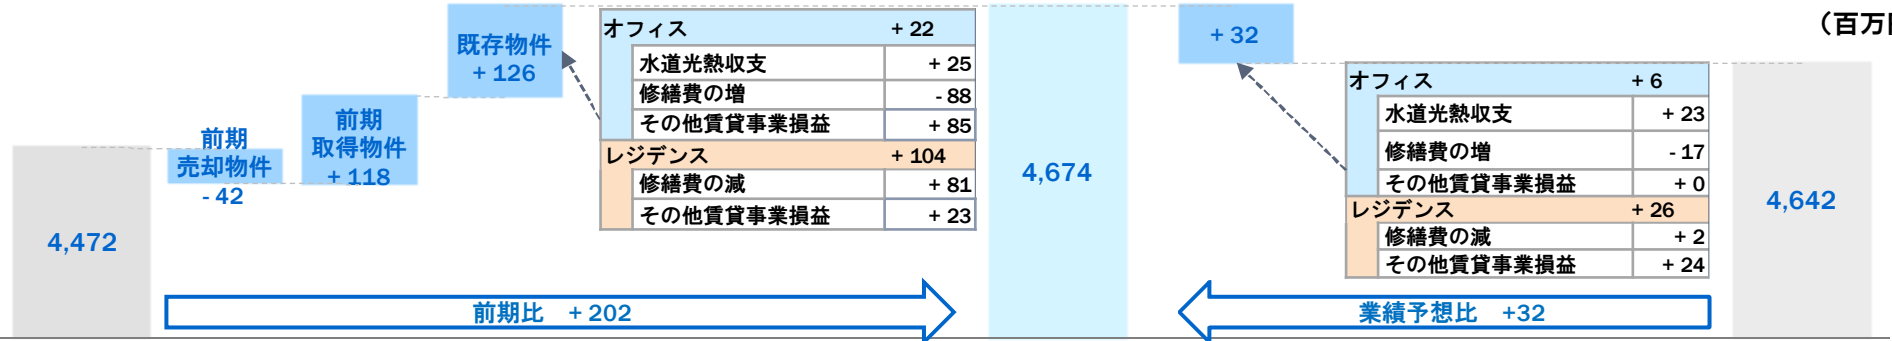 （百万円
4,472
前期
売却物件
- 42
前期
取得物件
+ 118
既存物件
+ 126
オフィス + 22
水道光熱収支 + 25
修繕費の増 - 88
その他賃貸事業損益 + 85
レジデンス + 104
修繕費の減 + 81
その他賃貸事業損益 + 23
前期比 + 202
4,674
+ 32
オフィス + 6
水道光熱収支 + 23
修繕費の増 - 17
その他賃貸事業損益 + 0
レジデンス + 26
修繕費の減 + 2
その他賃貸事業損益 + 24
業績予想比 +32
4,642